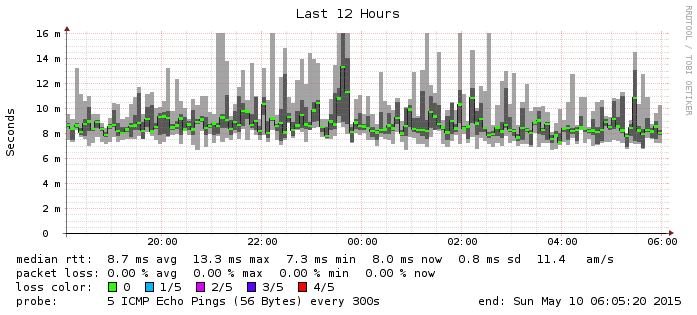 Last 12 Hours
RRDTOOL / TOBI OETIKER
Seconds
16 m
14 m
12 m
10 m
8 m
6 m
4 m
2 m
0
20:00 22:00 00:00 02:00 04:00 06:00
median rtt: 8.7 ms avg 13.3 ms max 7.3 ms min 8.0 ms now 0.8 ms sd 11.4 am/s
packet loss: 0.00 % avg 0.00 % max 0.00 % min 0.00 % now
loss color: 0 1/5 2/5 3/5 4/5
probe: 5 ICMP Echo Pings (56 Bytes) every 300s end: Sun May 10 06:05:20 2015